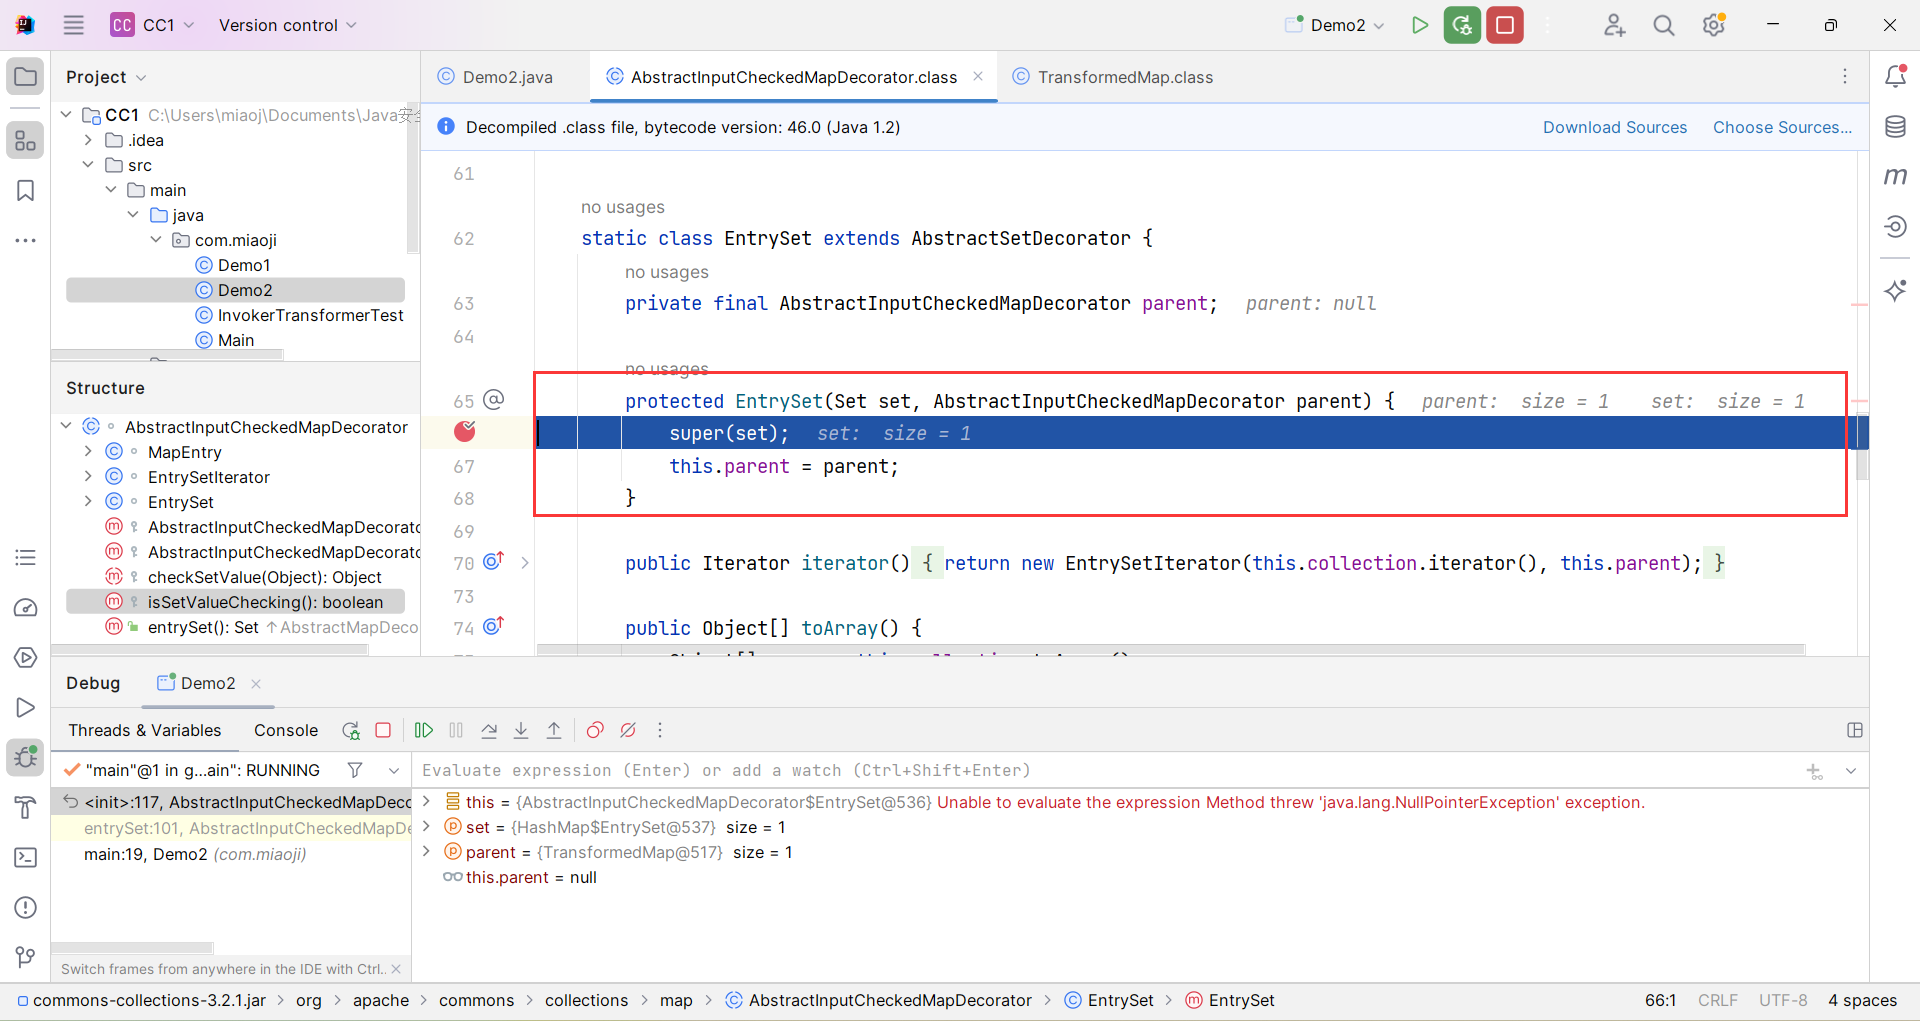 CC CC1 Version control Demo2
Project
CC1 C:\Users\miaoj\Documents\Java安全
.idea
src
main
java
com.miaoji
Demo1
Demo2
InvokerTransformerTest
Main
Structure
AbstractInputCheckedMapDecorator
MapEntry
EntrySetIterator
EntrySet
AbstractInputCheckedMapDecorato
AbstractInputCheckedMapDecorato
checkSetValue(Object): Object
isSetValueChecking(): boolean
entrySet(): Set ↑AbstractMapDeco
Demo2.java AbstractInputCheckedMapDecorator.class TransformedMap.class
Decompiled .class file, bytecode version: 46.0 (Java 1.2) Download Sources Choose Sources...
61
no usages
62 static class EntrySet extends AbstractSetDecorator {
no usages
63 private final AbstractInputCheckedMapDecorator parent; parent: null
64
no usages
65 protected EntrySet(Set set, AbstractInputCheckedMapDecorator parent) { parent: size = 1 set: size = 1
super(set); set: size = 1
67 this.parent = parent;
68 }
69
70 public Iterator iterator() { return new EntrySetIterator(this.collection.iterator(), this.parent); }
73
74 public Object[] toArray() {
Debug Demo2
Threads & Variables Console
"main"@1 in g...ain": RUNNING
<init>:117, AbstractInputCheckedMapDeco
entrySet:101, AbstractInputCheckedMapDe
main:19, Demo2 (com.miaoji)
Switch frames from anywhere in the IDE with Ctrl..
Evaluate expression (Enter) or add a watch (Ctrl+Shift+Enter)
this = {AbstractInputCheckedMapDecorator$EntrySet@536} Unable to evaluate the expression Method threw 'java.lang.NullPointerException' exception.
set = {HashMap$EntrySet@537} size = 1
parent = {TransformedMap@517} size = 1
this.parent = null
commons-collections-3.2.1.jar > org > apache > commons > collections > map > AbstractInputCheckedMapDecorator > EntrySet > EntrySet 66:1 CRLF UTF-8 4 spaces